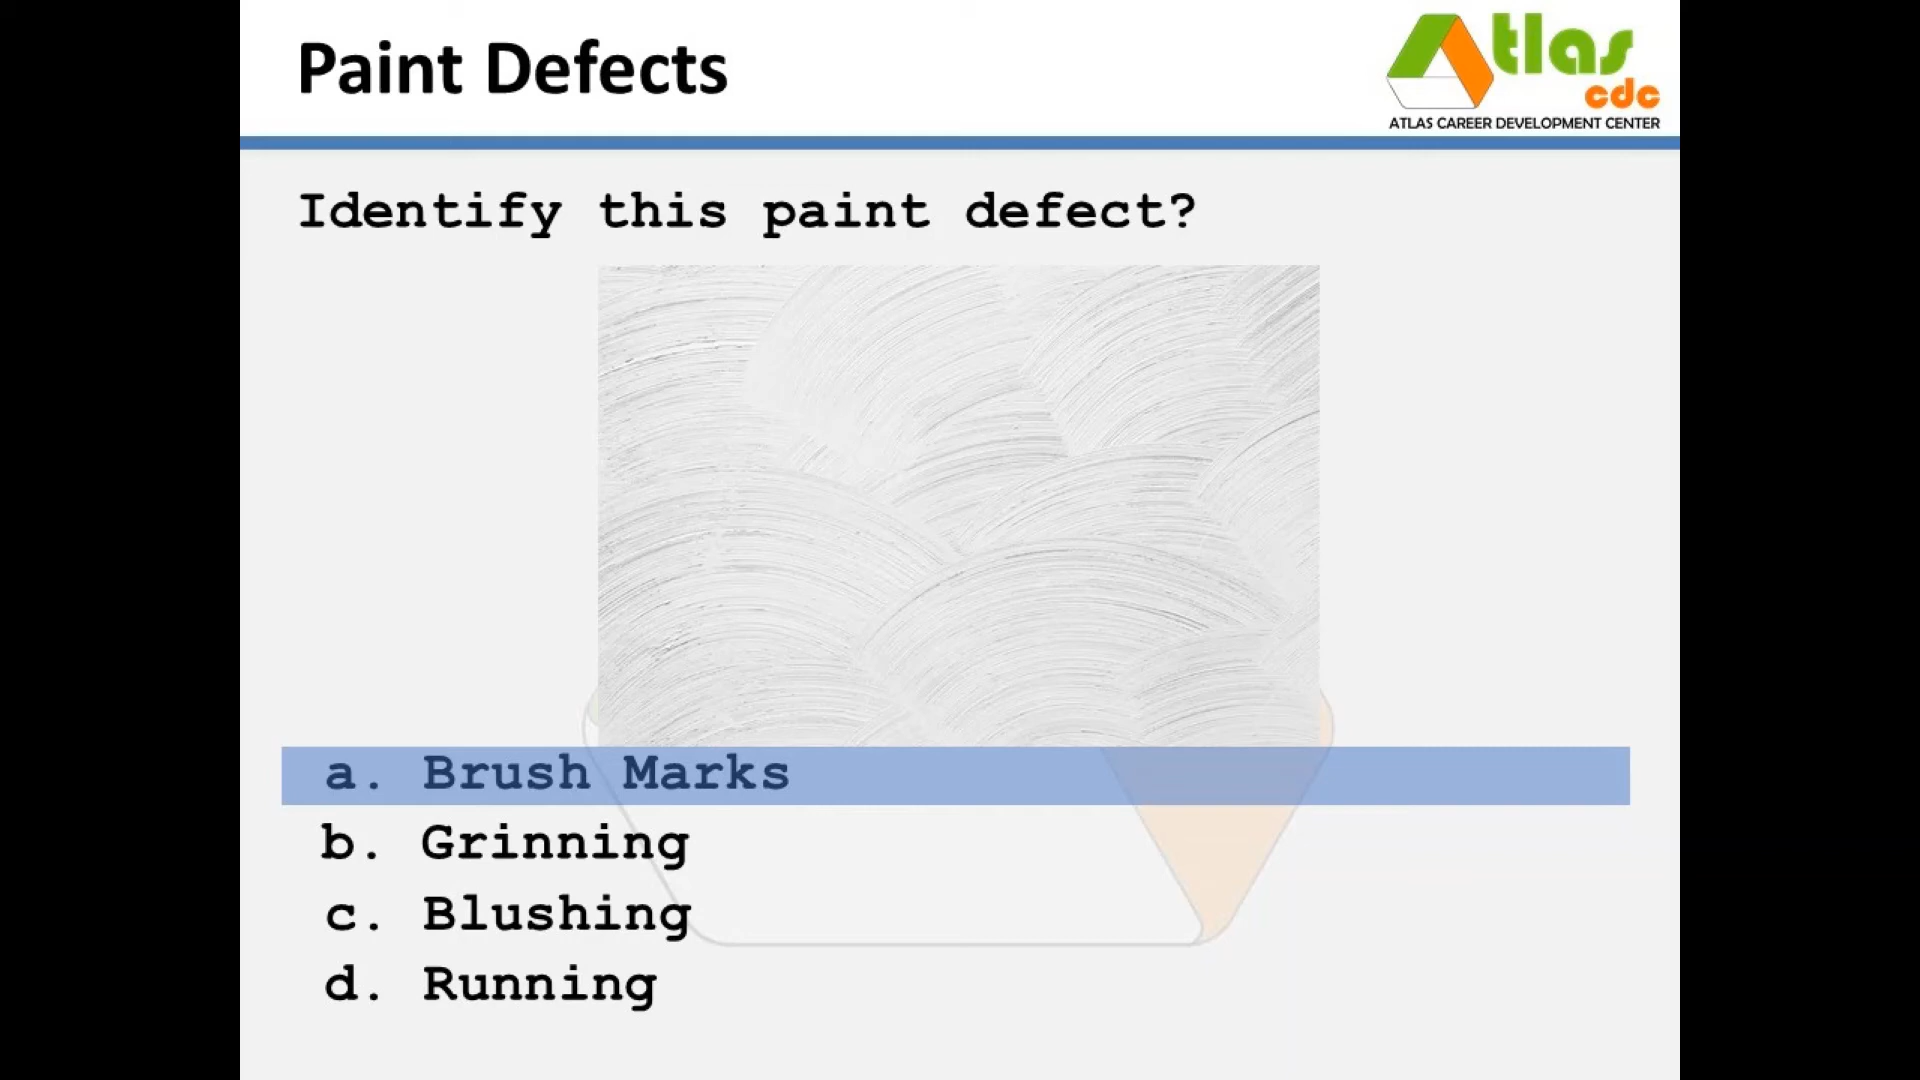 Paint Defects
Atlas
cdc
ATLAS CAREER DEVELOPMENT CENTER
Identify this paint defect?
a. Brush Marks
b. Grinning
c. Blushing
d. Running